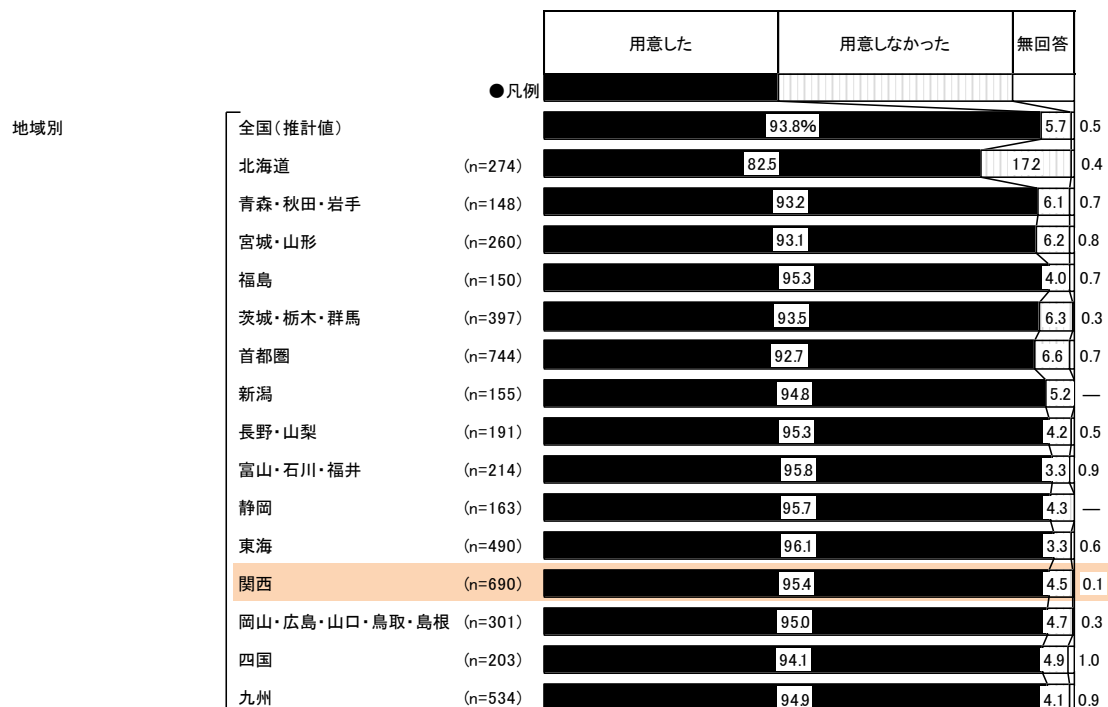 用意した 用意しなかった 無回答
●凡例
地域別 全国(推計値) 93.8% 5.7 0.5
北海道 (n=274) 82.5 17.2 0.4
青森・秋田・岩手 (n=148) 93.2 6.1 0.7
宮城・山形 (n=260) 93.1 6.2 0.8
福島 (n=150) 95.3 4.0 0.7
茨城・栃木・群馬 (n=397) 93.5 6.3 0.3
首都圏 (n=744) 92.7 6.6 0.7
新潟 (n=155) 94.8 5.2 ―
長野・山梨 (n=191) 95.3 4.2 0.5
富山・石川・福井 (n=214) 95.8 3.3 0.9
静岡 (n=163) 95.7 4.3 ―
東海 (n=490) 96.1 3.3 0.6
関西 (n=690) 95.4 4.5 0.1
岡山・広島・山口・鳥取・島根 (n=301) 95.0 4.7 0.3
四国 (n=203) 94.1 4.9 1.0
九州 (n=534) 94.9 4.1 0.9